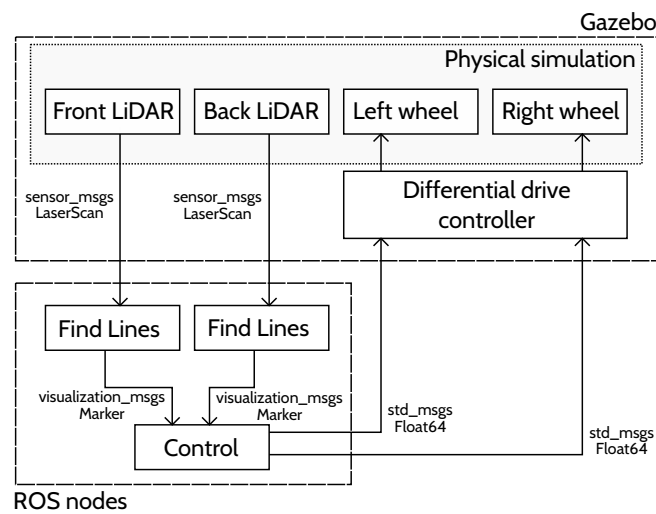 Gazebo
Physical simulation
Front LiDAR
Back LiDAR
Left wheel
Right wheel
sensor_msgs
LaserScan
sensor_msgs
LaserScan
Differential drive
controller
Find Lines
Find Lines
visualization_msgs
Marker
visualization_msgs
Marker
std_msgs
Float64
std_msgs
Float64
Control
ROS nodes